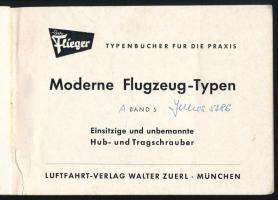 Der
Flieger
TYPENBÜCHER FÜR DIE PRAXIS
Moderne Flugzeug-Typen
A BAND 5
Einsitzige und unbemannte
Hub- und Tragschrauber
LUFTFAHRT-VERLAG WALTER ZUERL · MÜNCHEN